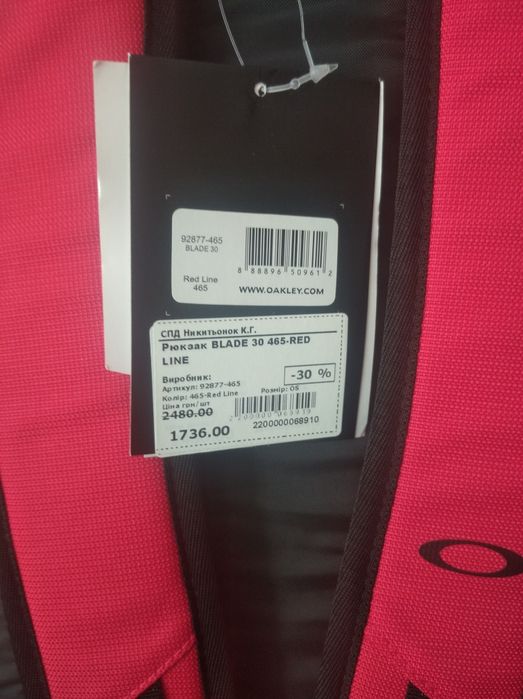 92877-465
BLADE 30
Red Line
465
8 88896 50961 2
WWW.OAKLEY.COM
СПД Никитьонок К.Г.
Рюкзак BLADE 30 465-RED
LINE
Виробник:
-30 %
Артикул: 92877-465
Розмір: OS
Колір: 465-Red Line
Ціна грн/шт
2480.00
2200000068910
1736.00
2200000068910